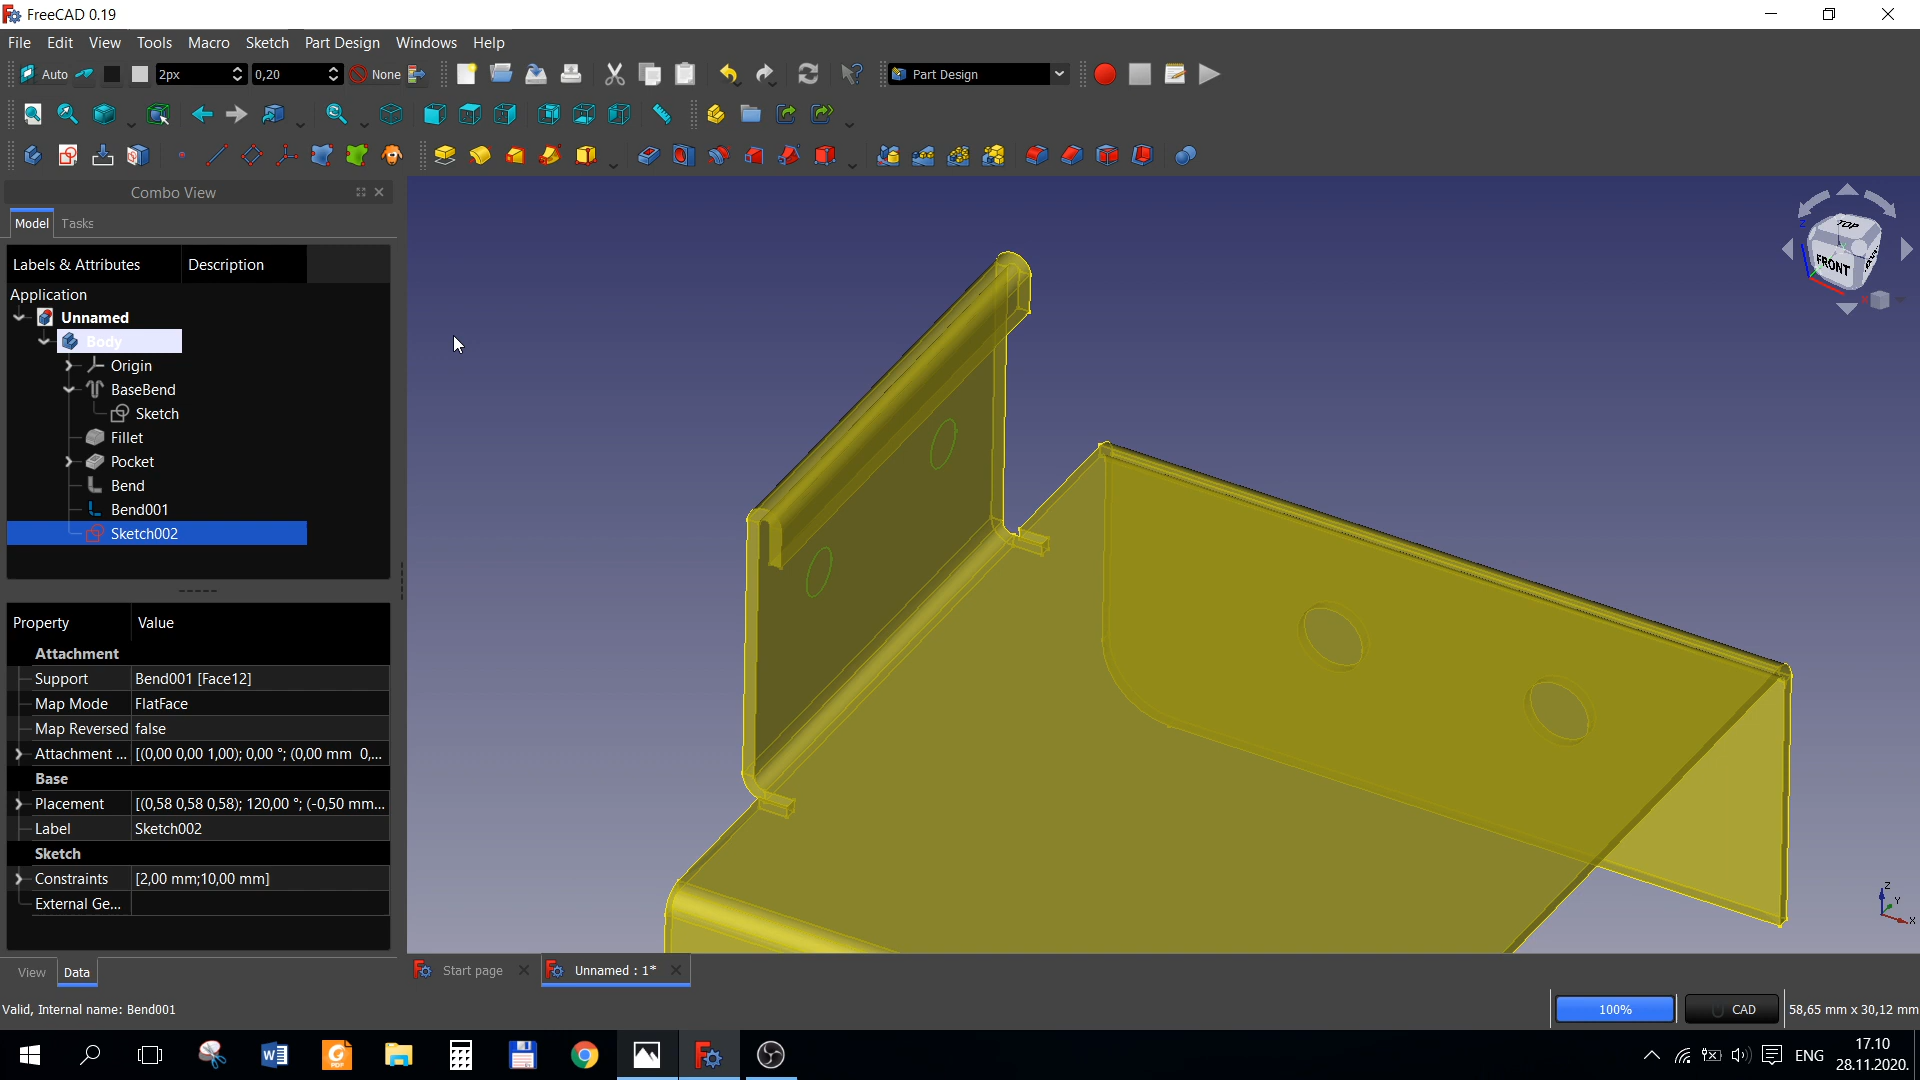 FreeCAD 0.19
File Edit View Tools Macro Sketch Part Design Windows Help
Auto 2px 0,20 None Part Design
Combo View
Model Tasks
Labels & Attributes Description
Application
Unnamed
Body
Origin
BaseBend
Sketch
Fillet
Pocket
Bend
Bend001
Sketch002
Property Value
Attachment
Support Bend001 [Face12]
Map Mode FlatFace
Map Reversed false
Attachment ... [(0,00 0,00 1,00); 0,00 °; (0,00 mm 0,...
Base
Placement [(0,58 0,58 0,58); 120,00 °; (-0,50 mm...
Label Sketch002
Sketch
Constraints [2,00 mm;10,00 mm]
External Ge...
View Data
TOP
FRONT
Z
X
Z
Y
X
Start page Unnamed : 1*
Valid, Internal name: Bend001
100% CAD 58,65 mm x 30,12 mm
ENG
17.10
28.11.2020.